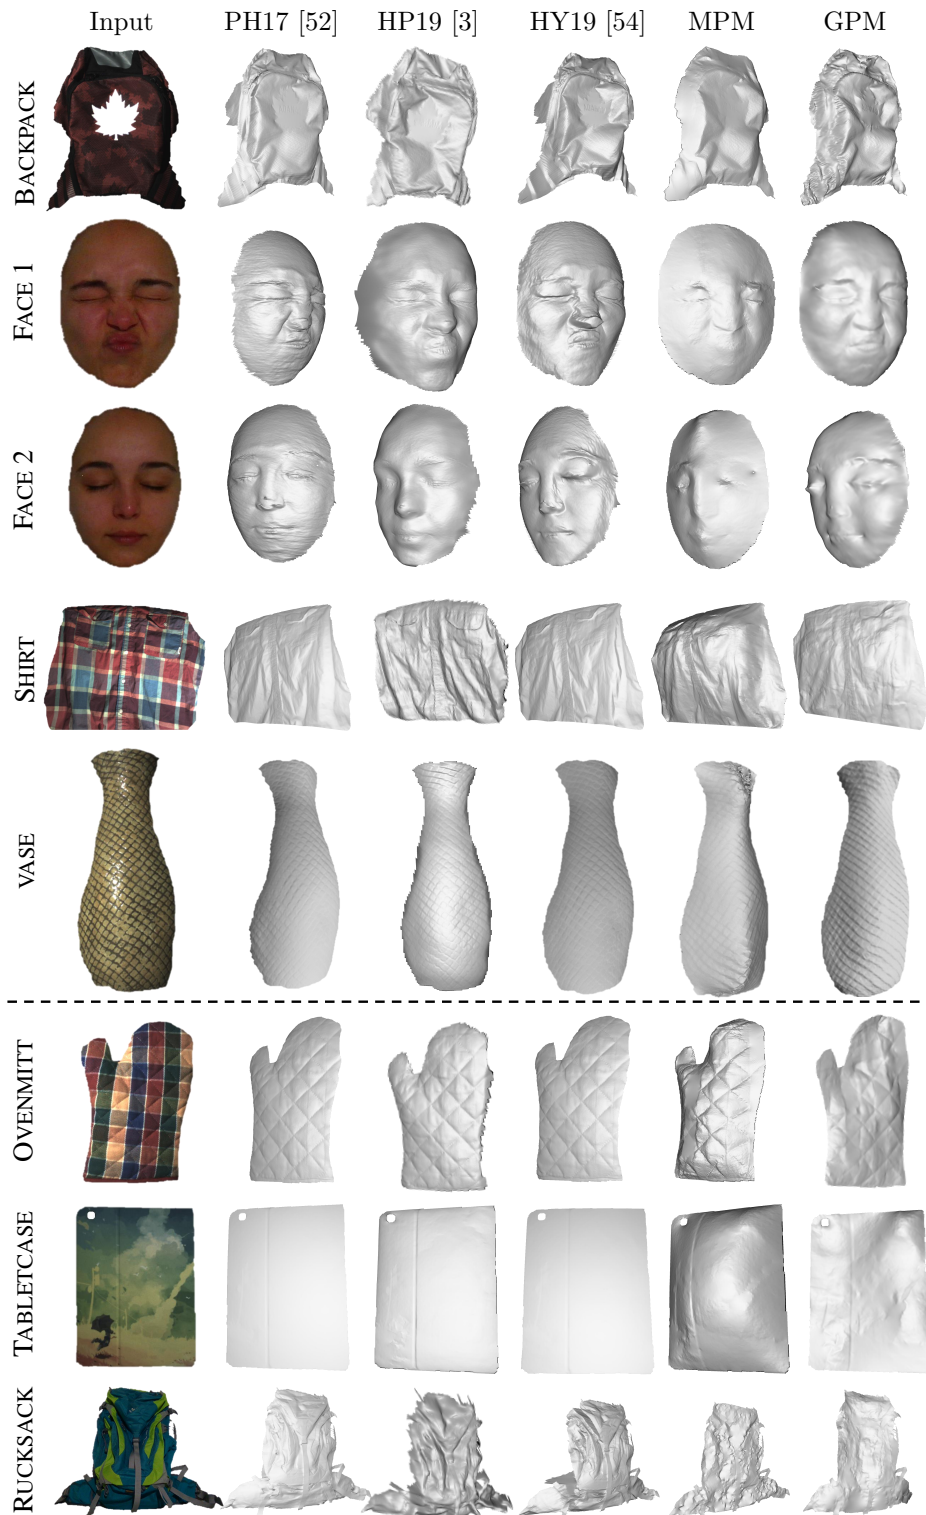 Input PH17 [52] HP19 [3] HY19 [54] MPM GPM
BACKPACK
FACE 1
FACE 2
SHIRT
VASE
OVENMITT
TABLETCASE
RUCKSACK